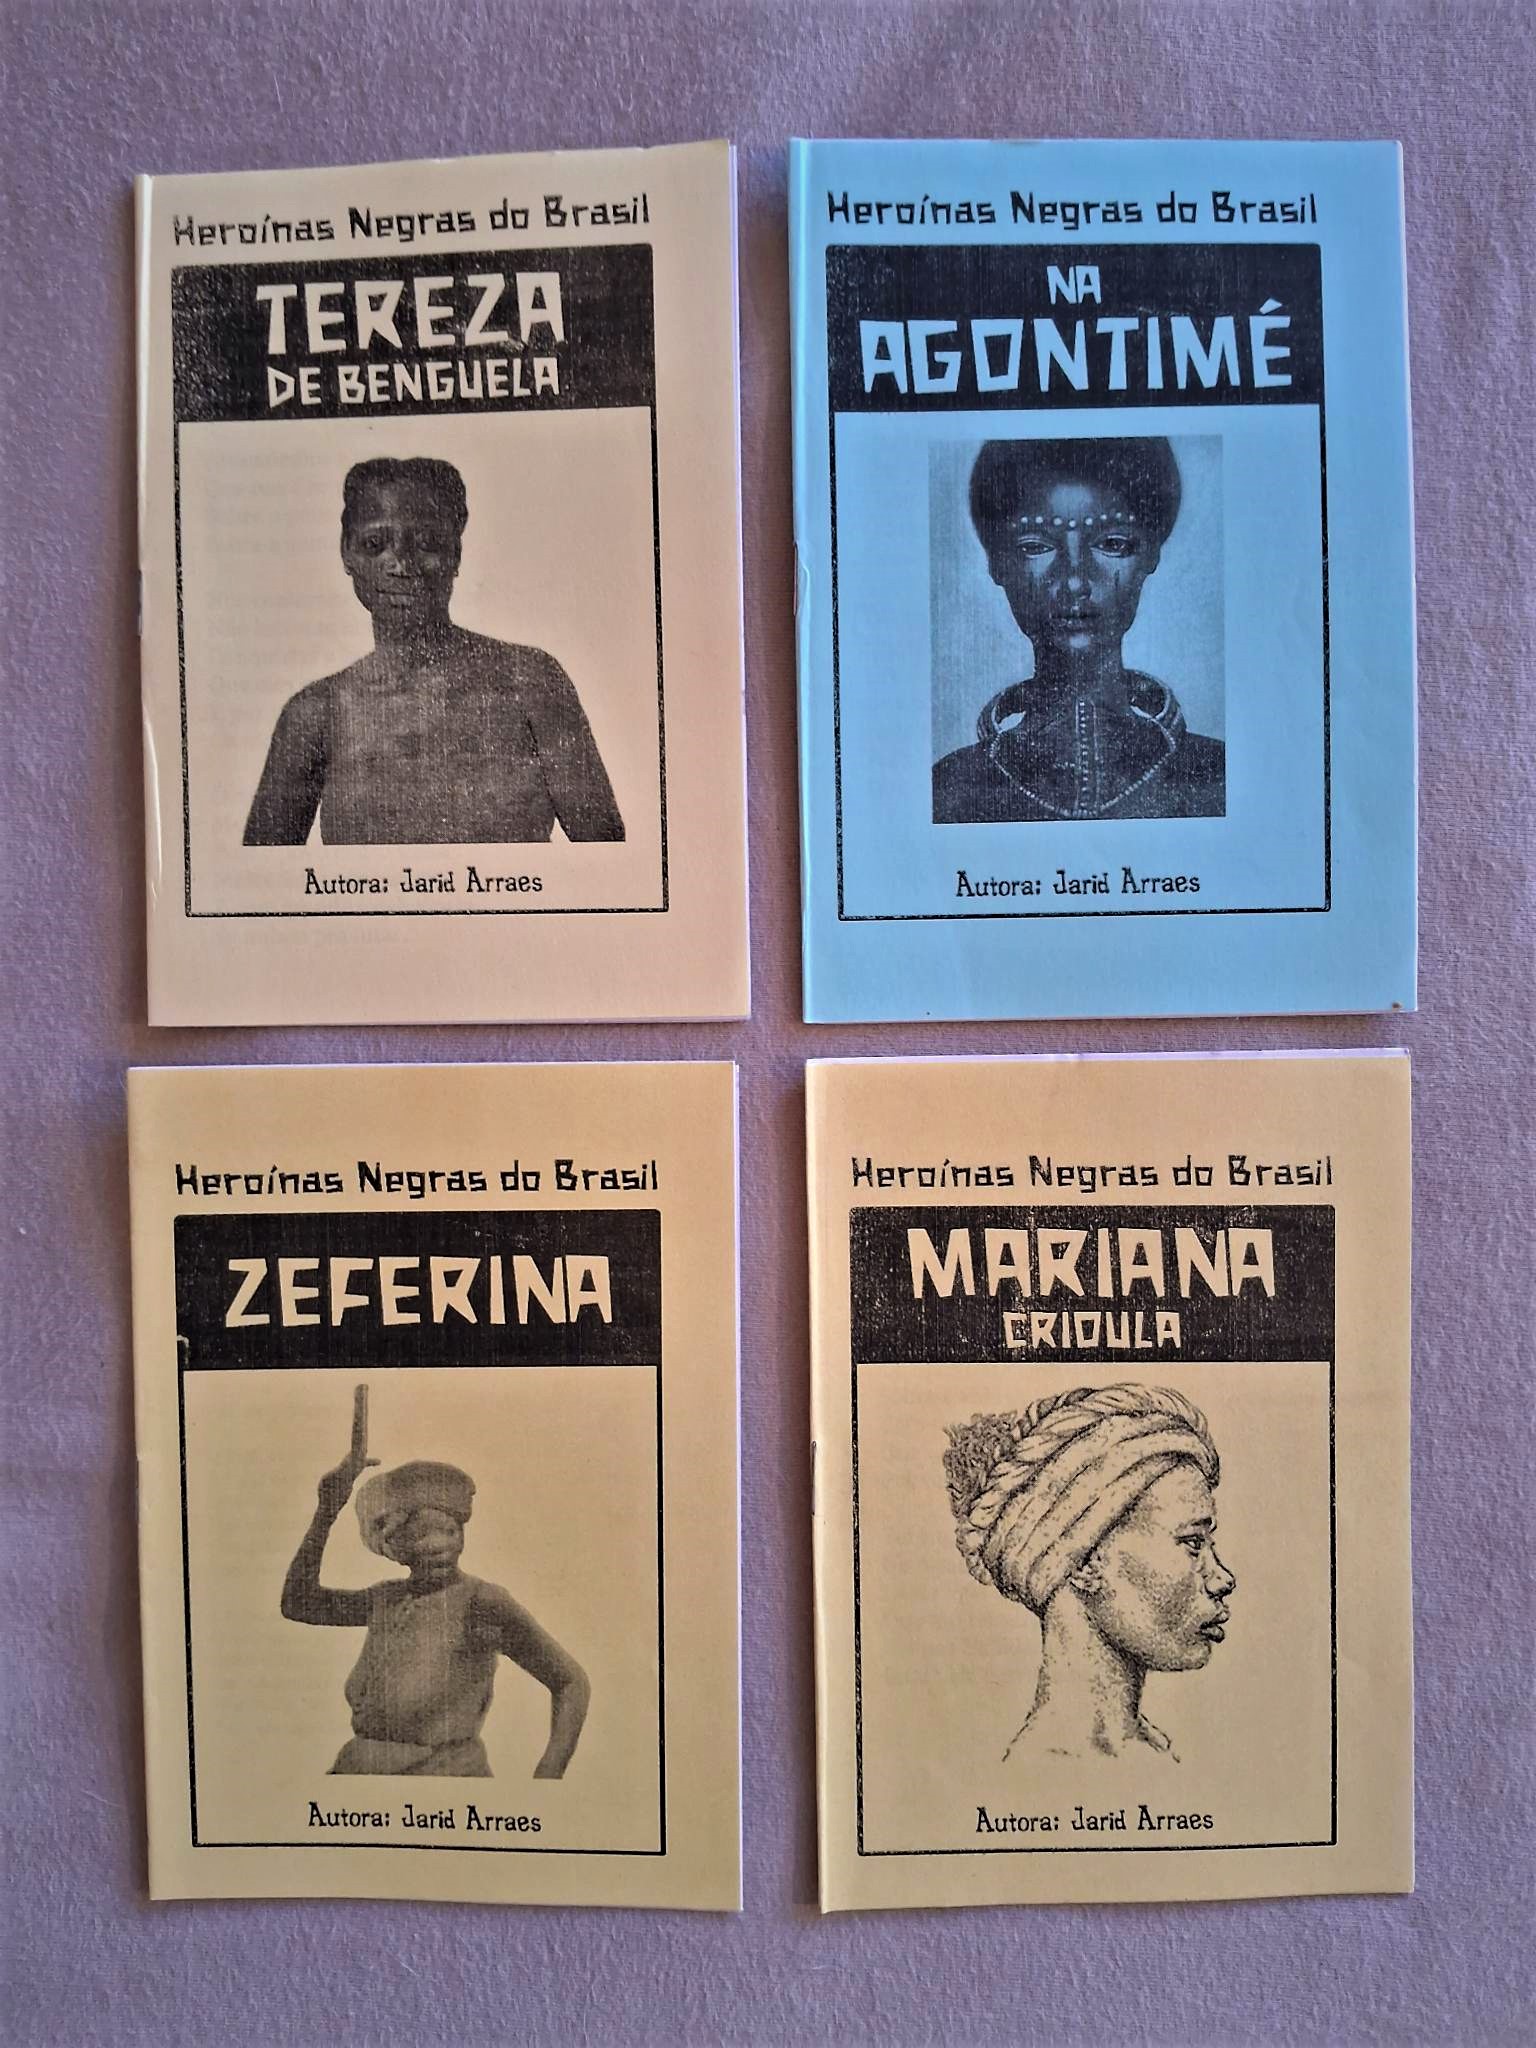 Heroínas Negras do Brasil
TEREZA
DE BENGUELA
Autora: Jarid Arraes
Heroínas Negras do Brasil
NA
AGONTIMÉ
Autora: Jarid Arraes
Heroínas Negras do Brasil
ZEFERINA
Autora: Jarid Arraes
Heroínas Negras do Brasil
MARIANA
CRIOULA
Autora: Jarid Arraes